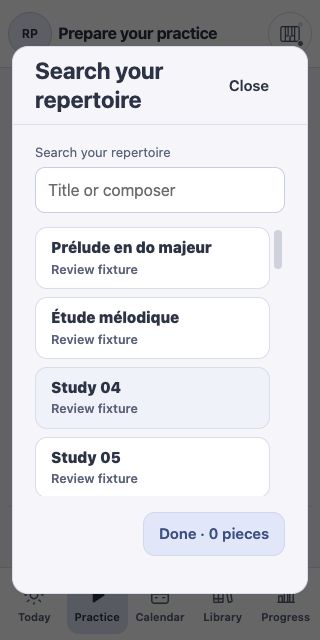 RP
Prepare your practice
Search your
repertoire
Close
Search your repertoire
Title or composer
Prélude en do majeur
Review fixture
Étude mélodique
Review fixture
Study 04
Review fixture
Study 05
Review fixture
Done · 0 pieces
Today
Practice
Calendar
Library
Progress